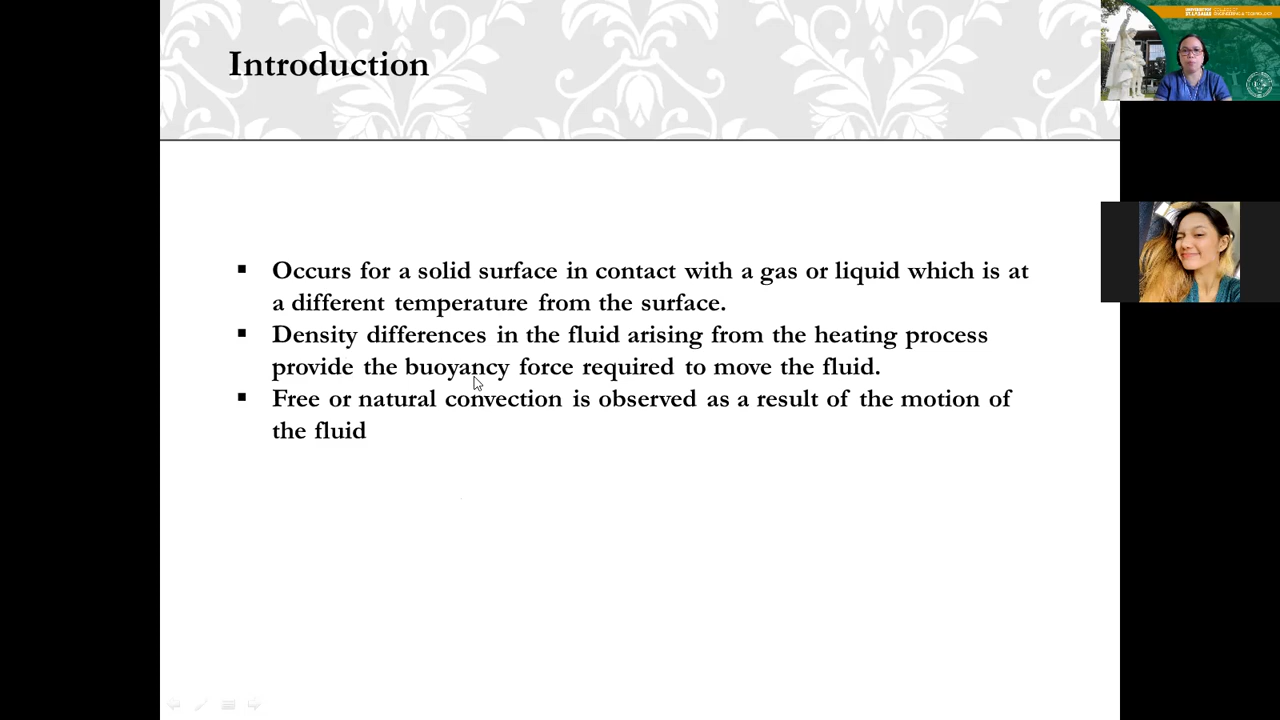 Introduction
▪ Occurs for a solid surface in contact with a gas or liquid which is at
a different temperature from the surface.
▪ Density differences in the fluid arising from the heating process
provide the buoyancy force required to move the fluid.
▪ Free or natural convection is observed as a result of the motion of
the fluid